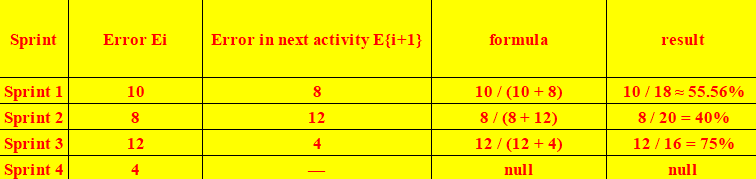 Sprint Error Ei Error in next activity E{i+1} formula result
Sprint 1 10 8 10 / (10 + 8) 10 / 18 ≈ 55.56%
Sprint 2 8 12 8 / (8 + 12) 8 / 20 = 40%
Sprint 3 12 4 12 / (12 + 4) 12 / 16 = 75%
Sprint 4 4 — null null